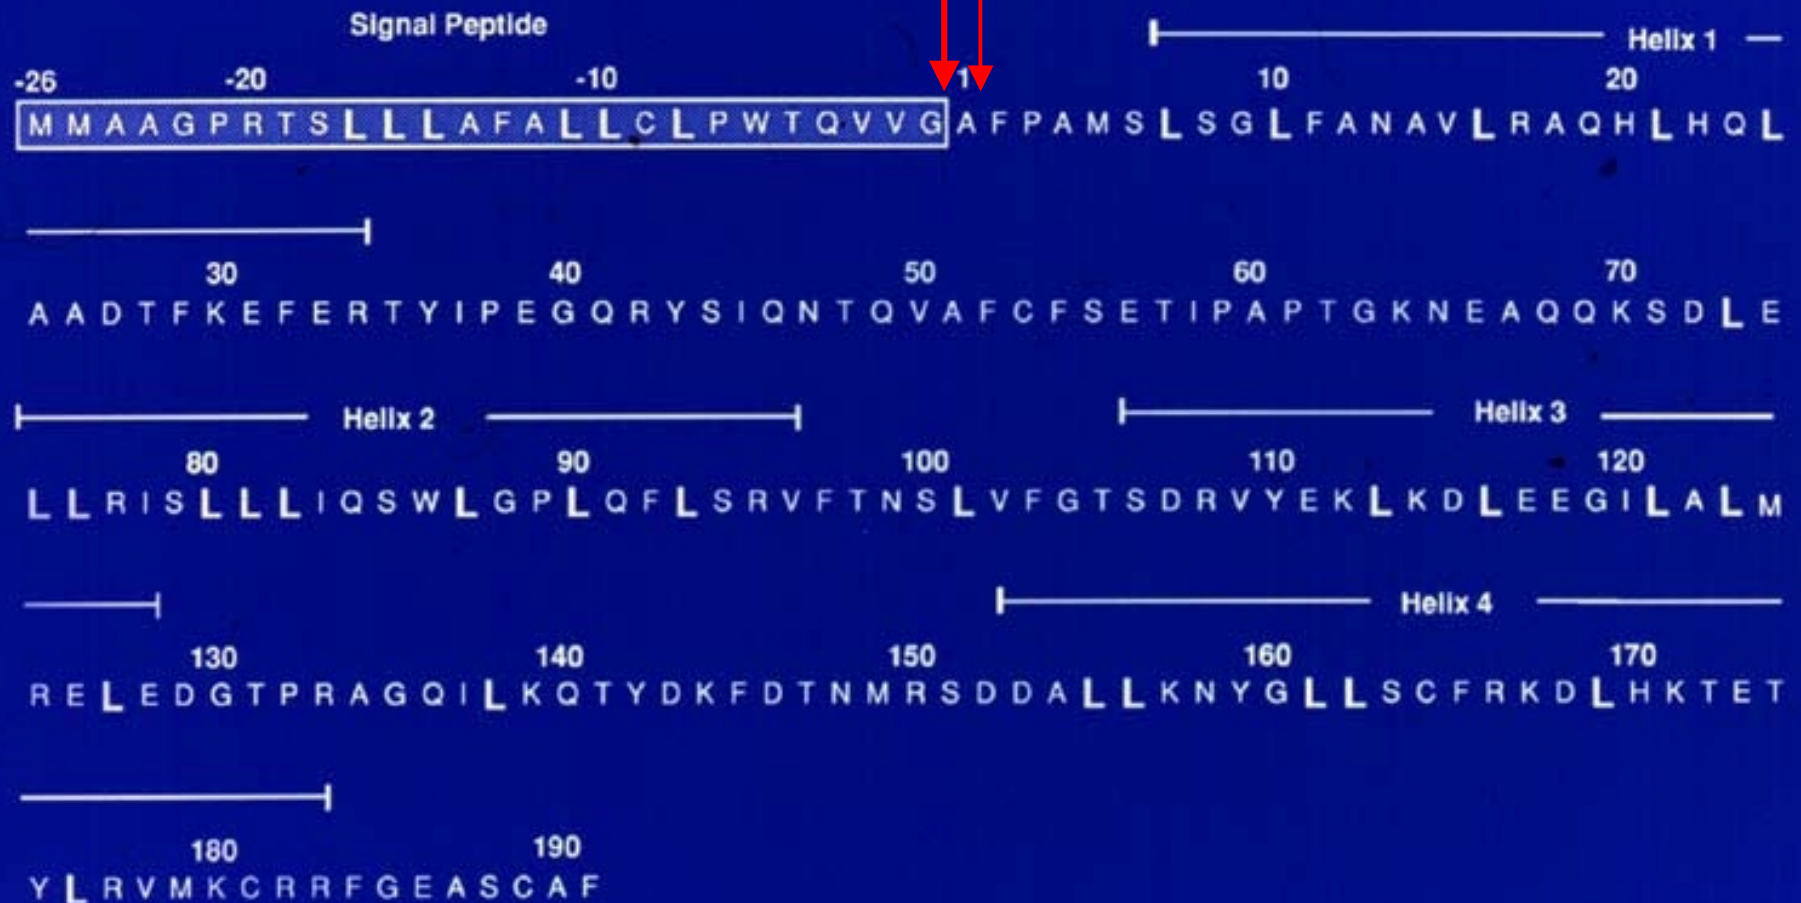 Signal Peptide Helix 1
-26 -20 -10 1 10 20
M M A A G P R T S L L L A F A L L C L P W T Q V V G A F P A M S L S G L F A N A V L R A Q H L H Q L
30 40 50 60 70
A A D T F K E F E R T Y I P E G Q R Y S I Q N T Q V A F C F S E T I P A P T G K N E A Q Q K S D L E
Helix 2 Helix 3
80 90 100 110 120
L L R I S L L L I Q S W L G P L Q F L S R V F T N S L V F G T S D R V Y E K L K D L E E G I L A L M
Helix 4
130 140 150 160 170
R E L E D G T P R A G Q I L K Q T Y D K F D T N M R S D D A L L K N Y G L L S C F R K D L H K T E T
180 190
Y L R V M K C R R F G E A S C A F